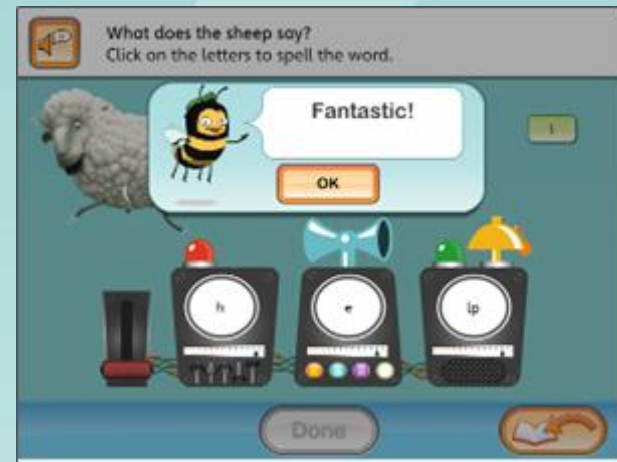 What does the sheep say?
Click on the letters to spell the word.
Fantastic!
OK
h
e
lp
Done